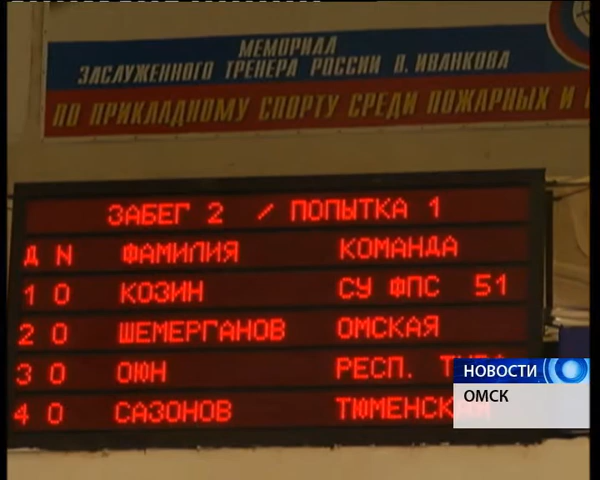 МЕМОРИАЛ
ЗАСЛУЖЕННОГО ТРЕНЕРА РОССИИ В. ИВАНКОВА
ПО ПРИКЛАДНОМУ СПОРТУ СРЕДИ ПОЖАРНЫХ И
ЗАБЕГ 2 / ПОПЫТКА 1
Д N ФАМИЛИЯ КОМАНДА
1 0 КОЗИН СУ ФПС 51
2 0 ШЕМЕРГАНОВ ОМСКАЯ
3 0 ОЮН РЕСП.
4 0 САЗОНОВ ТЮМЕНСКАЯ
НОВОСТИ
ОМСК